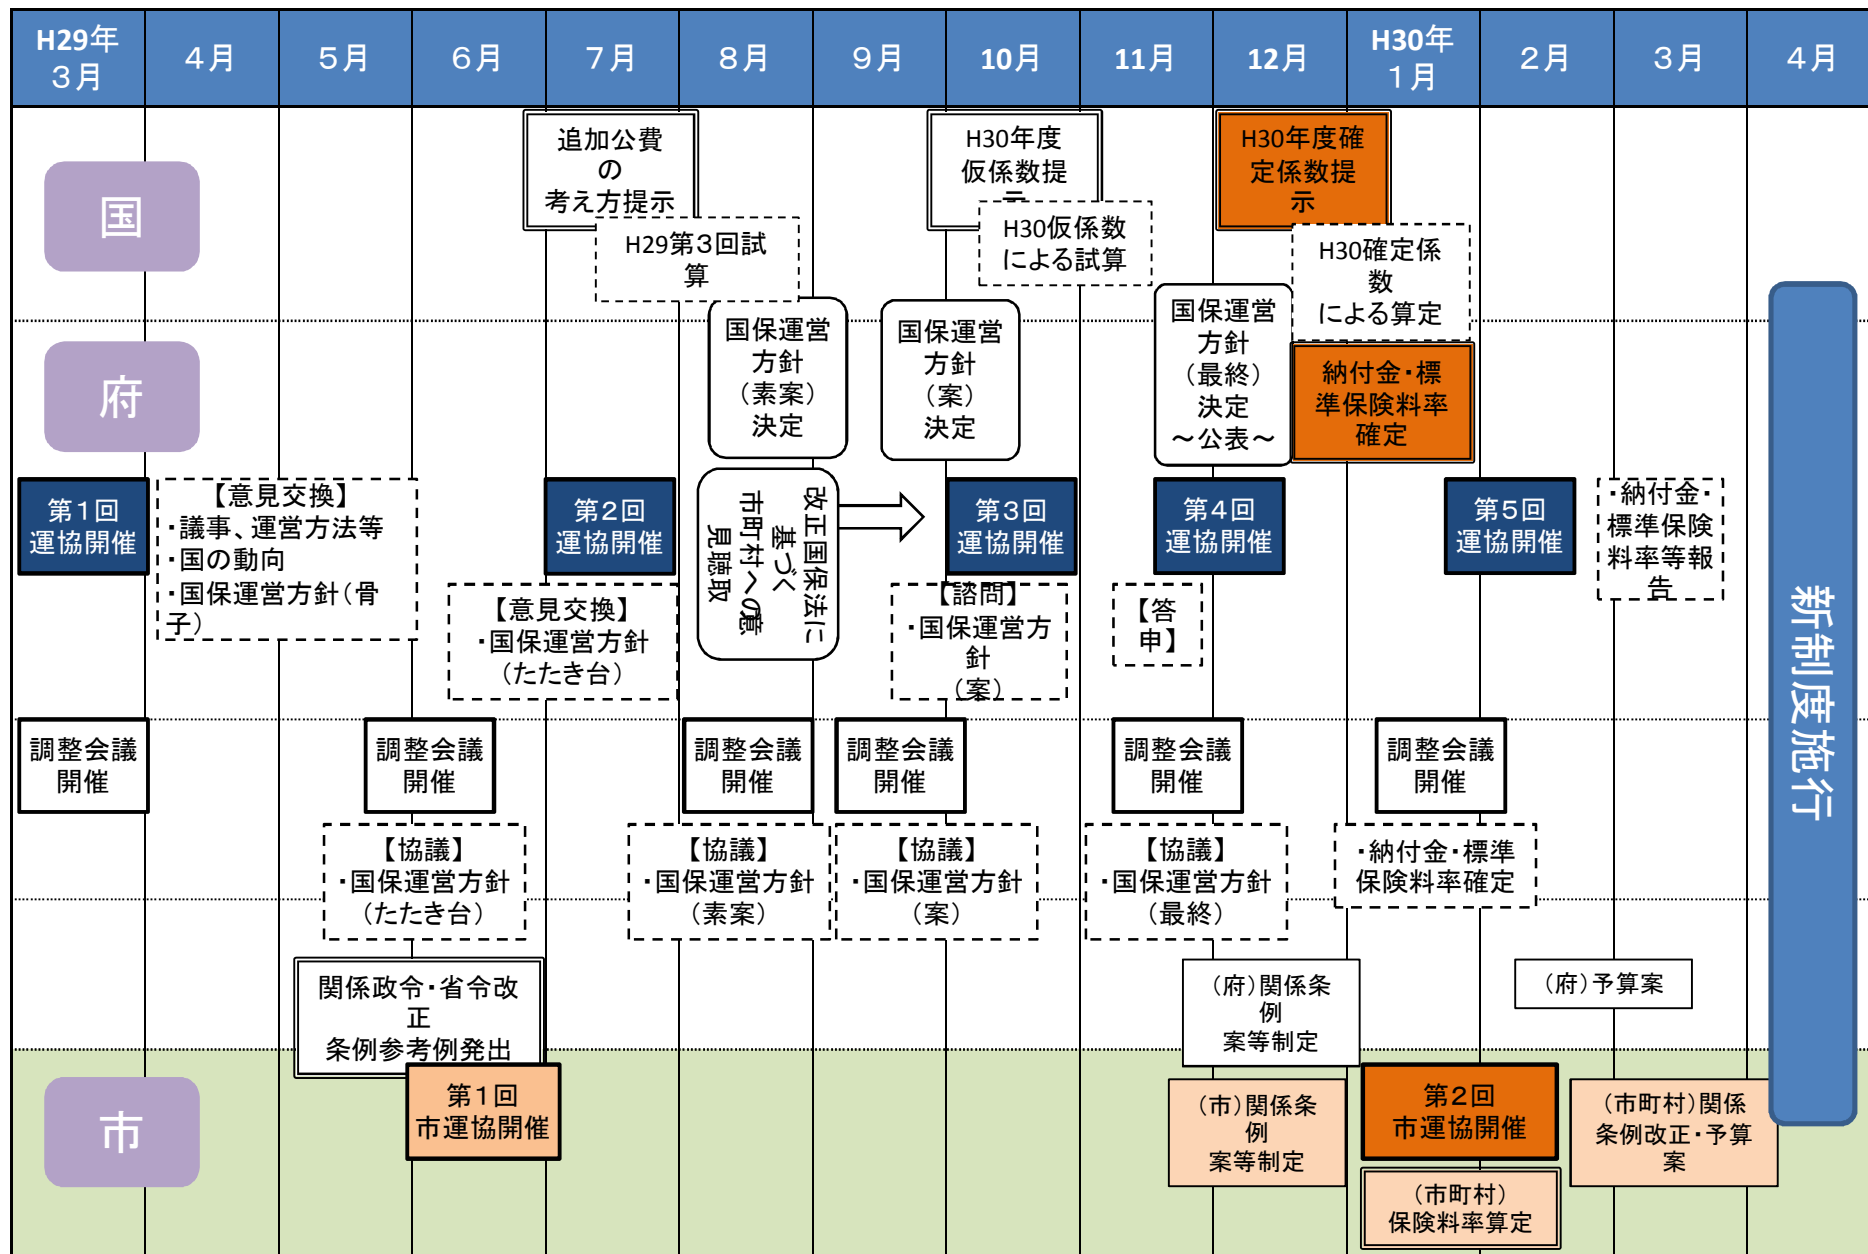 H29年
3月
4月
5月
6月
7月
8月
9月
10月
11月
12月
H30年
1月
2月
3月
4月
国
追加公費
の
考え方提示
H29第3回試
算
H30年度
仮係数提
示
H30仮係数
による試算
H30年度確
定係数提
示
H30確定係
数
による算定
府
国保運営
方針
(素案)
決定
国保運営
方針
(案)
決定
国保運営
方針
(最終)
決定
～公表～
納付金・標
準保険料率
確定
第1回
運協開催
【意見交換】
・議事、運営方法等
・国の動向
・国保運営方針(骨
子)
第2回
運協開催
【意見交換】
・国保運営方針
(たたき台)
改正国保法に
基づく
市町村への意
見聴取
第3回
運協開催
【諮問】
・国保運営方
針
(案)
第4回
運協開催
【答
申】
第5回
運協開催
・納付金・
標準保険
料率等報
告
調整会議
開催
調整会議
開催
【協議】
・国保運営方針
(たたき台)
調整会議
開催
【協議】
・国保運営方針
(素案)
調整会議
開催
【協議】
・国保運営方針
(案)
調整会議
開催
【協議】
・国保運営方針
(最終)
調整会議
開催
・納付金・標準
保険料率確定
関係政令・省令改
正
条例参考例発出
(府)関係条
例
案等制定
(府)予算案
市
第1回
市運協開催
(市)関係条
例
案等制定
第2回
市運協開催
(市町村)
保険料率算定
(市町村)関係
条例改正・予算
案
新制度施行